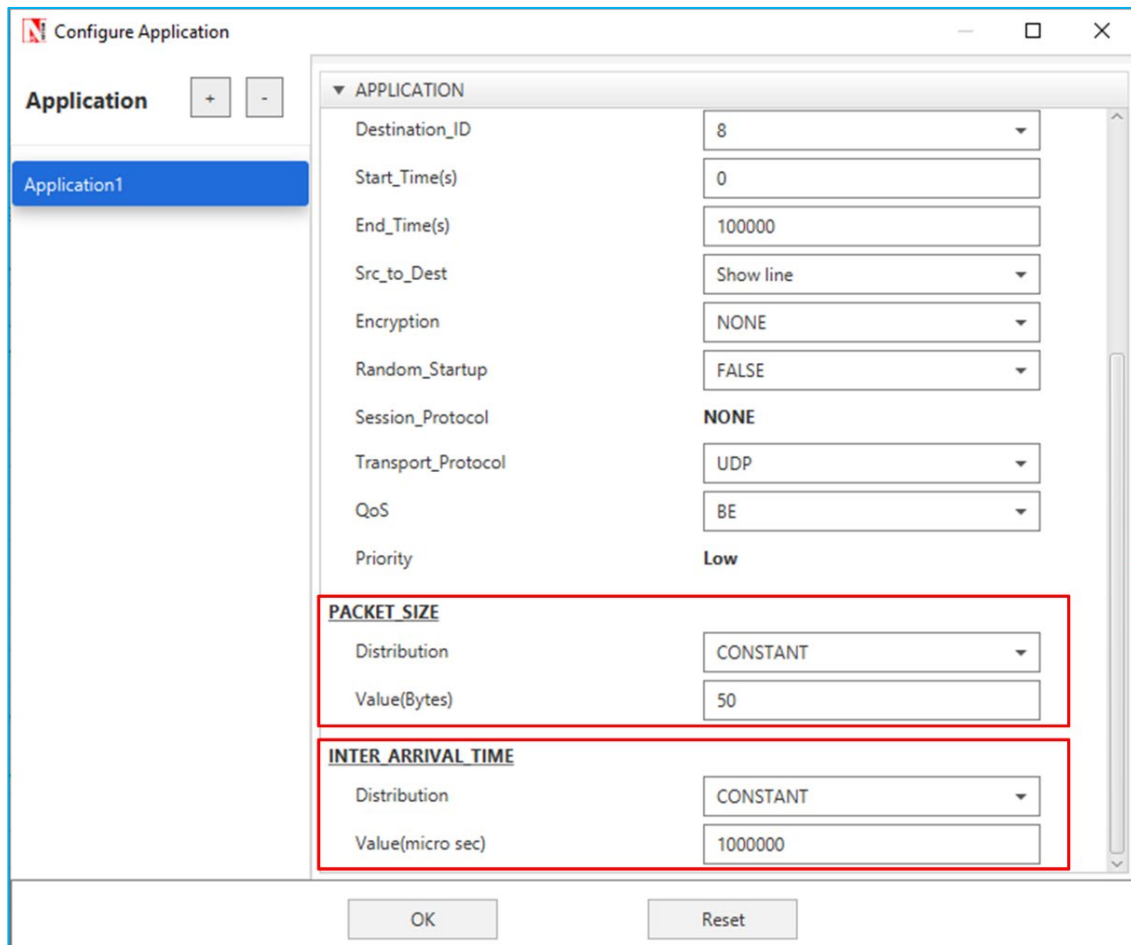 Configure Application
Application + -
Application1
APPLICATION
Destination_ID 8
Start_Time(s) 0
End_Time(s) 100000
Src_to_Dest Show line
Encryption NONE
Random_Startup FALSE
Session_Protocol NONE
Transport_Protocol UDP
QoS BE
Priority Low
PACKET_SIZE
Distribution CONSTANT
Value(Bytes) 50
INTER_ARRIVAL_TIME
Distribution CONSTANT
Value(micro sec) 1000000
OK Reset